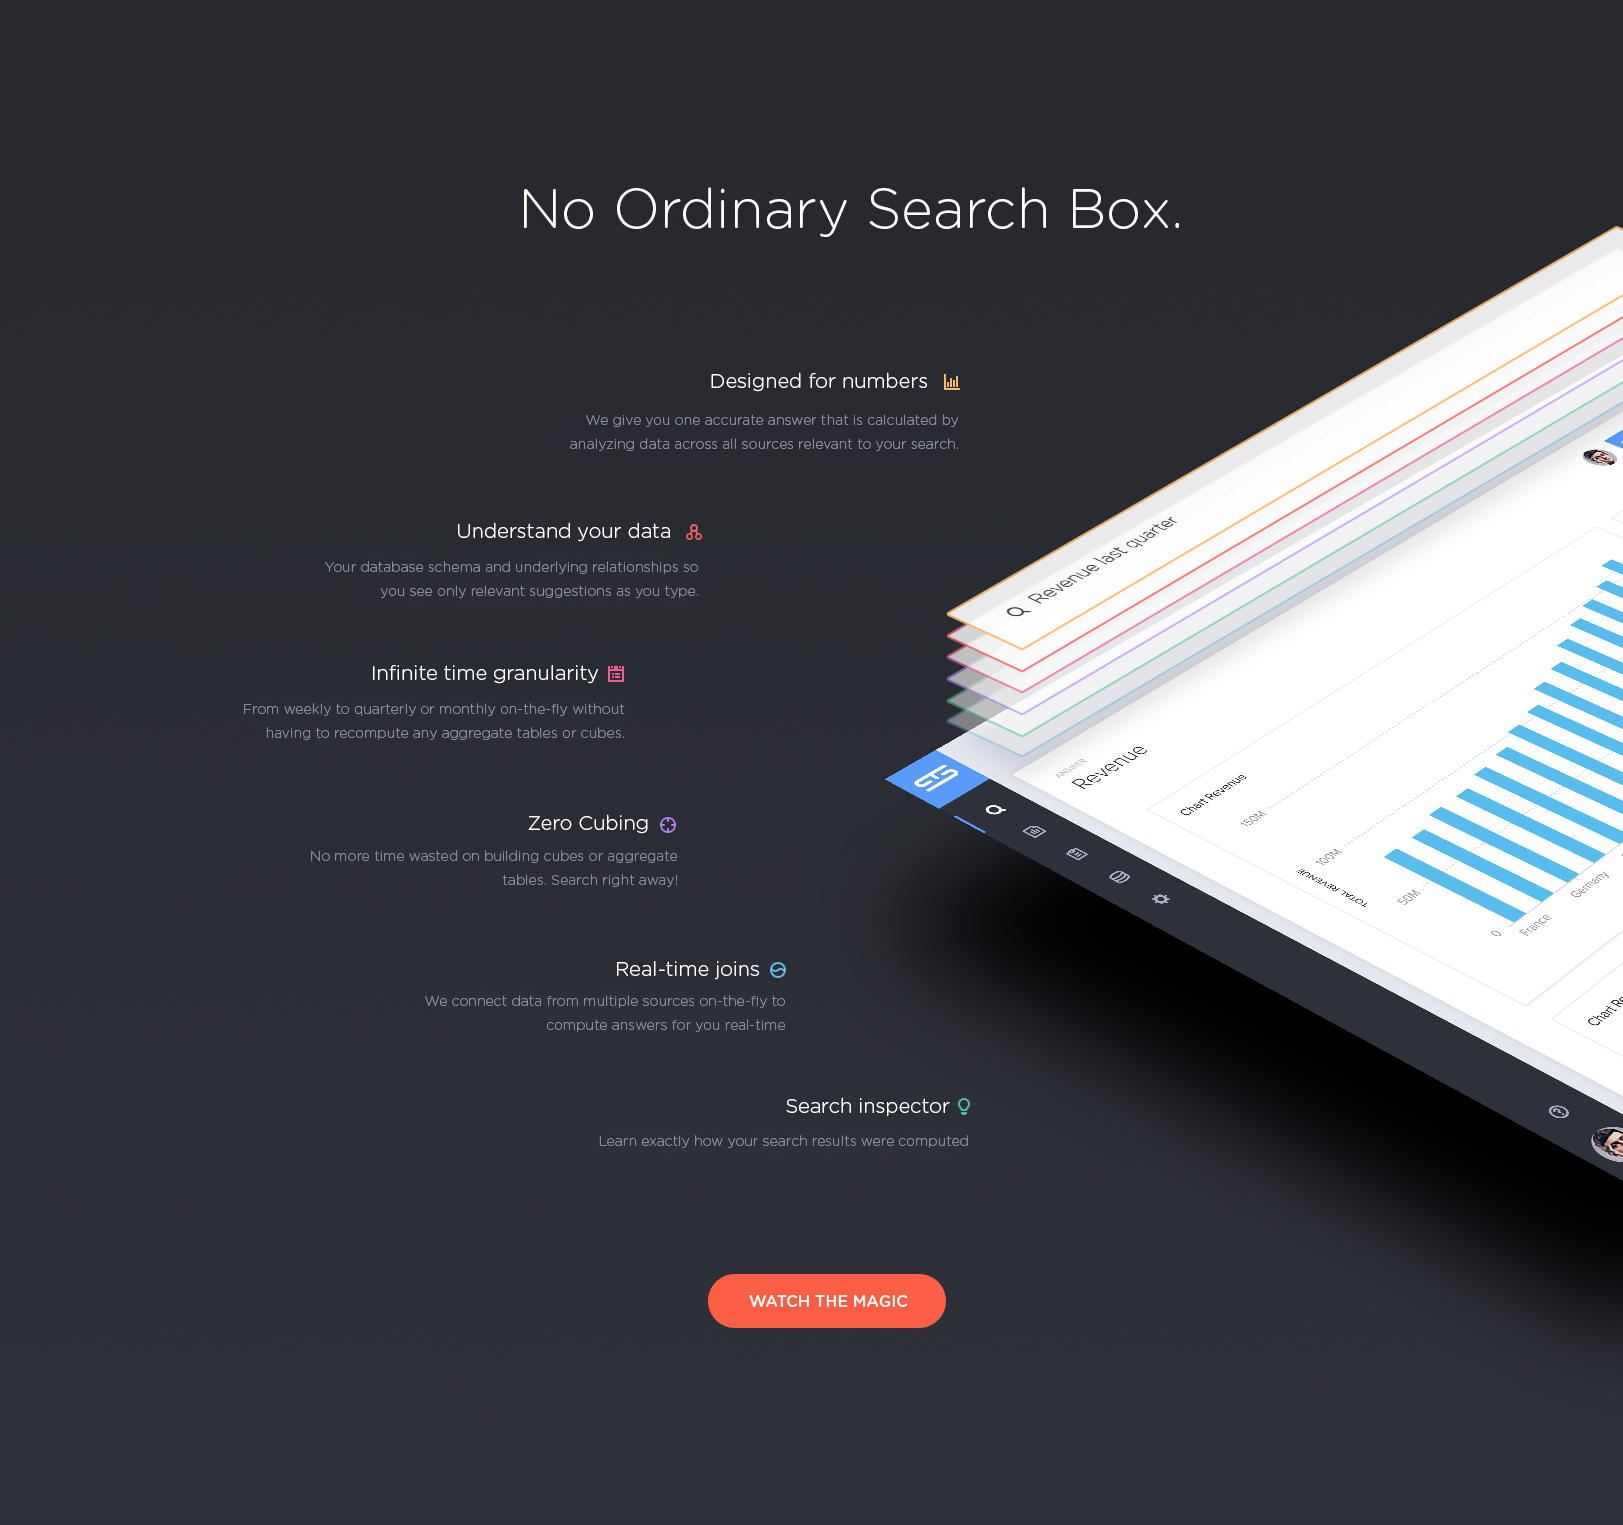 No Ordinary Search Box.
Designed for numbers
We give you one accurate answer that is calculated by
analyzing data across all sources relevant to your search.
Understand your data
Your database schema and underlying relationships so
you see only relevant suggestions as you type.
Infinite time granularity
From weekly to quarterly or monthly on-the-fly without
having to recompute any aggregate tables or cubes.
Zero Cubing
No more time wasted on building cubes or aggregate
tables. Search right away!
Real-time joins
We connect data from multiple sources on-the-fly to
compute answers for you real-time
Search inspector
Learn exactly how your search results were computed
WATCH THE MAGIC
Revenue last quarter
ANSWER
Revenue
Chart Revenue
150M
100M
TOTAL REVENUE
50M
0
France
Germany
Chart Re